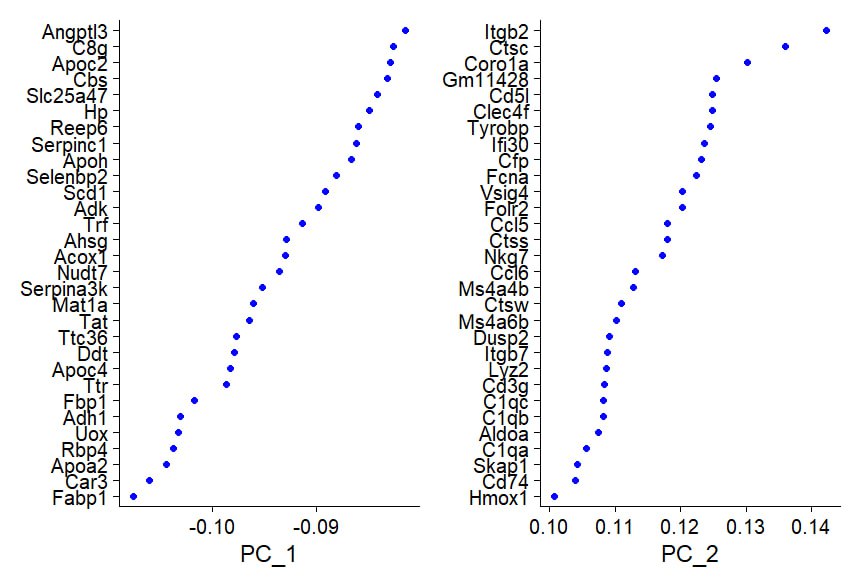 Angptl3
C8g
Apoc2
Cbs
Slc25a47
Hp
Reep6
Serpinc1
Apoh
Selenbp2
Scd1
Adk
Trf
Ahsg
Acox1
Nudt7
Serpina3k
Mat1a
Tat
Ttc36
Ddt
Apoc4
Ttr
Fbp1
Adh1
Uox
Rbp4
Apoa2
Car3
Fabp1
-0.10 -0.09
PC_1
Itgb2
Ctsc
Coro1a
Gm11428
Cd5l
Clec4f
Tyrobp
Ifi30
Cfp
Fcna
Vsig4
Folr2
Ccl5
Ctss
Nkg7
Ccl6
Ms4a4b
Ctsw
Ms4a6b
Dusp2
Itgb7
Lyz2
Cd3g
C1qc
C1qb
Aldoa
C1qa
Skap1
Cd74
Hmox1
0.10 0.11 0.12 0.13 0.14
PC_2